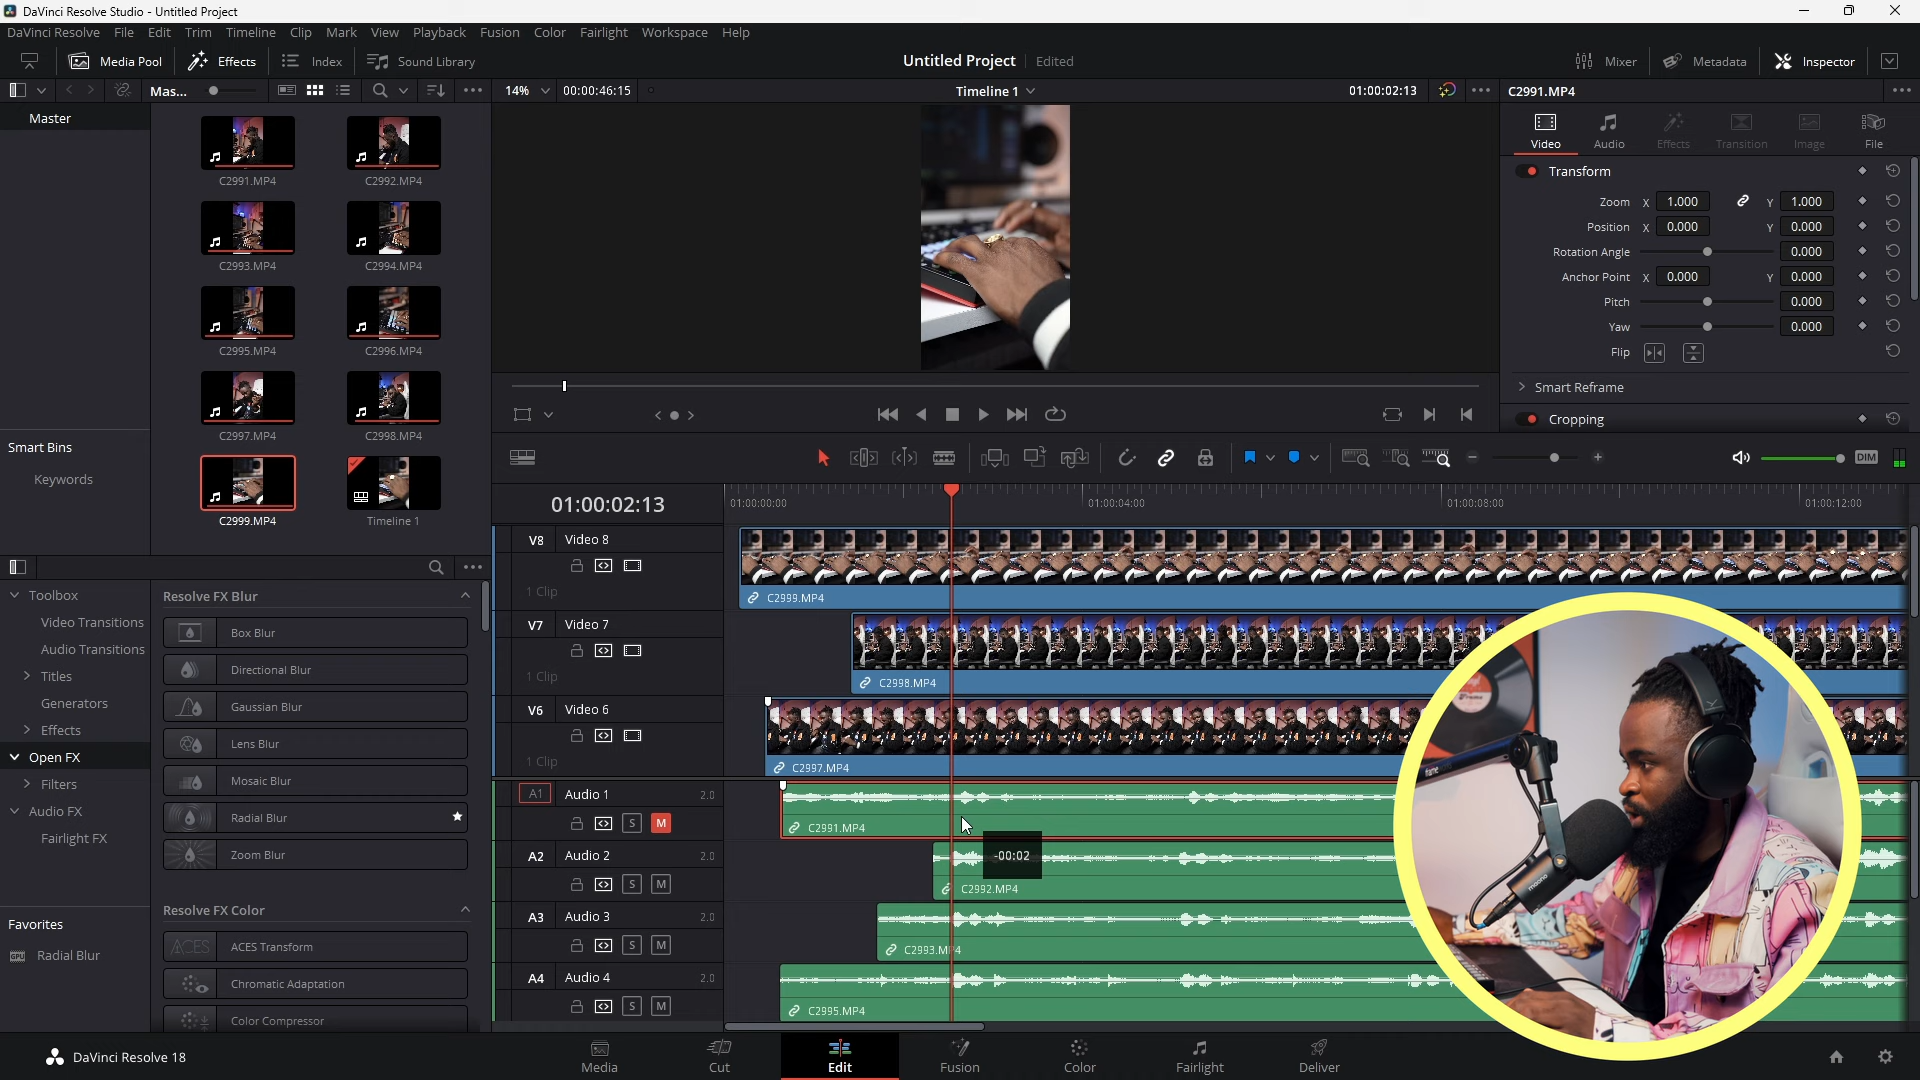 DaVinci Resolve Studio - Untitled Project
DaVinci Resolve File Edit Trim Timeline Clip Mark View Playback Fusion Color Fairlight Workspace Help
Media Pool Effects Index Sound Library Untitled Project Edited Mixer Metadata Inspector
Mas... 14% 00:00:46:15 Timeline 1 01:00:02:13 C2991.MP4
Master
C2991.MP4 C2992.MP4
C2993.MP4 C2994.MP4
C2995.MP4 C2996.MP4
C2997.MP4 C2998.MP4
C2999.MP4 Timeline 1
Smart Bins
Keywords
Video Audio Effects Transition Image File
Transform
Zoom X 1.000 Y 1.000
Position X 0.000 Y 0.000
Rotation Angle 0.000
Anchor Point X 0.000 Y 0.000
Pitch 0.000
Yaw 0.000
Flip
Smart Reframe
Cropping
DIM
01:00:02:13 01:00:00:00 01:00:04:00 01:00:08:00 01:00:12:00
V8 Video 8
1 Clip
C2999.MP4
V7 Video 7
1 Clip
C2998.MP4
V6 Video 6
1 Clip
C2997.MP4
A1 Audio 1 2.0
S M
C2991.MP4
-00:02
A2 Audio 2 2.0
S M
C2992.MP4
A3 Audio 3 2.0
S M
C2993.MP4
A4 Audio 4 2.0
S M
C2995.MP4
Toolbox
Video Transitions
Audio Transitions
Titles
Generators
Effects
Open FX
Filters
Audio FX
Fairlight FX
Favorites
Radial Blur
Resolve FX Blur
Box Blur
Directional Blur
Gaussian Blur
Lens Blur
Mosaic Blur
Radial Blur
Zoom Blur
Resolve FX Color
ACES ACES Transform
Chromatic Adaptation
Color Compressor
frame
maono
DaVinci Resolve 18
Media Cut Edit Fusion Color Fairlight Deliver